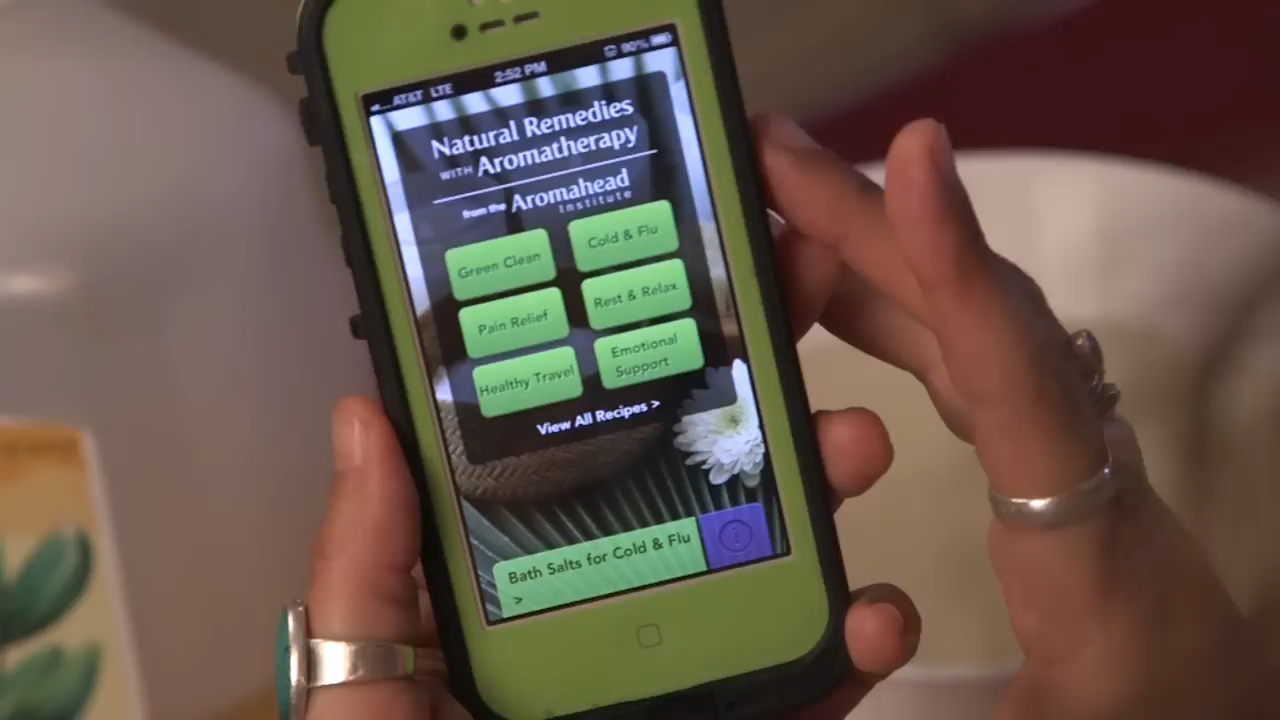 AT&T LTE 2:52 PM 90%
Natural Remedies
WITH Aromatherapy
from the Aromahead
Institute
Green Clean
Cold & Flu
Pain Relief
Rest & Relax
Healthy Travel
Emotional
Support
View All Recipes >
Bath Salts for Cold & Flu
>
i